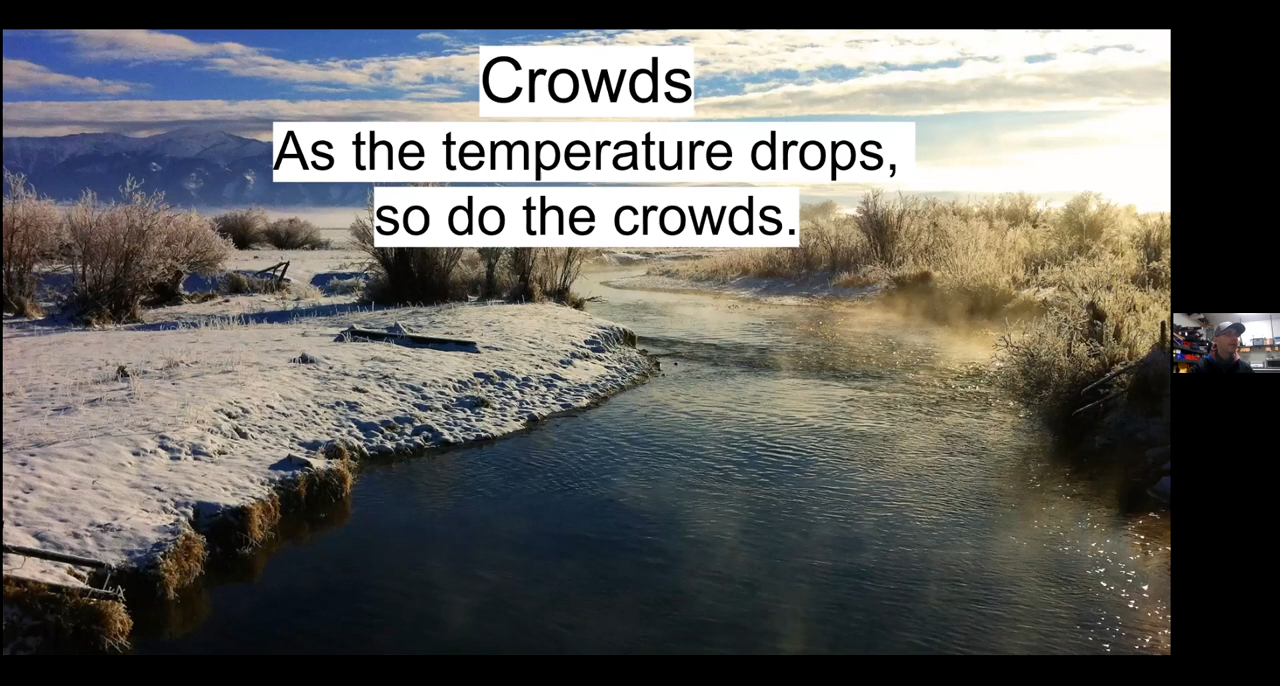 Crowds
As the temperature drops,
so do the crowds.